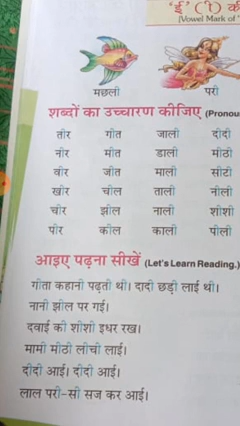 'ई' (ी) की
(Vowel Mark of
मछली परी
शब्दों का उच्चारण कीजिए (Pronou
तीर गीत जाली दीदी
नीर मीत डाली मीठी
वीर जीत माली सीटी
खीर चील ताली नीली
चीर झील नाली शीशी
पीर कील काली पीली
आइए पढ़ना सीखें (Let's Learn Reading.)
गीता कहानी पढ़ती थी। दादी छड़ी लाई थी।
नानी झील पर गई।
दवाई की शीशी इधर रख।
मामी मीठी लीची लाई।
दीदी आई। दीदी आई।
लाल परी-सी सज कर आई।